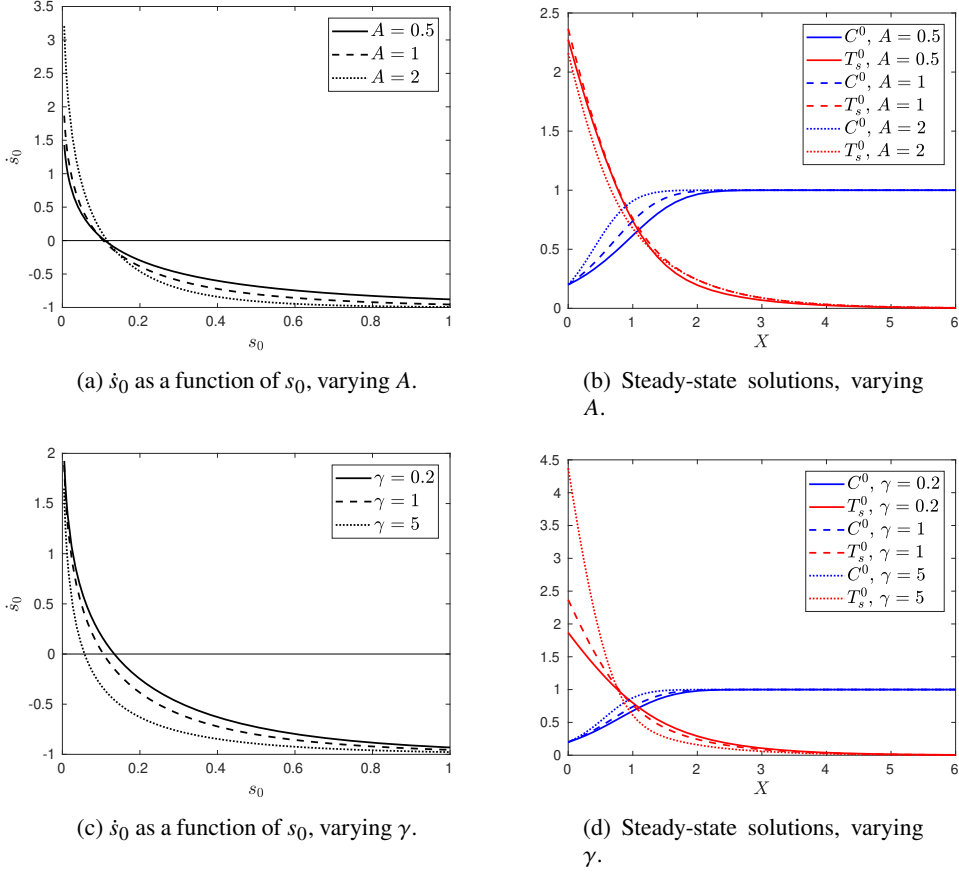 3.5
3
2.5
2
1.5
1
0.5
0
-0.5
-1
ṡ₀
0
0.2
0.4
0.6
0.8
1
s₀
A = 0.5
A = 1
A = 2
(a) ṡ₀ as a function of s₀, varying A.
2.5
2
1.5
1
0.5
0
0
1
2
3
4
5
6
X
C⁰, A = 0.5
Tₛ⁰, A = 0.5
C⁰, A = 1
Tₛ⁰, A = 1
C⁰, A = 2
Tₛ⁰, A = 2
(b) Steady-state solutions, varying
A.
2
1.5
1
0.5
0
-0.5
-1
ṡ₀
0
0.2
0.4
0.6
0.8
1
s₀
γ = 0.2
γ = 1
γ = 5
(c) ṡ₀ as a function of s₀, varying γ.
4.5
4
3.5
3
2.5
2
1.5
1
0.5
0
0
1
2
3
4
5
6
X
C⁰, γ = 0.2
Tₛ⁰, γ = 0.2
C⁰, γ = 1
Tₛ⁰, γ = 1
C⁰, γ = 5
Tₛ⁰, γ = 5
(d) Steady-state solutions, varying
γ.